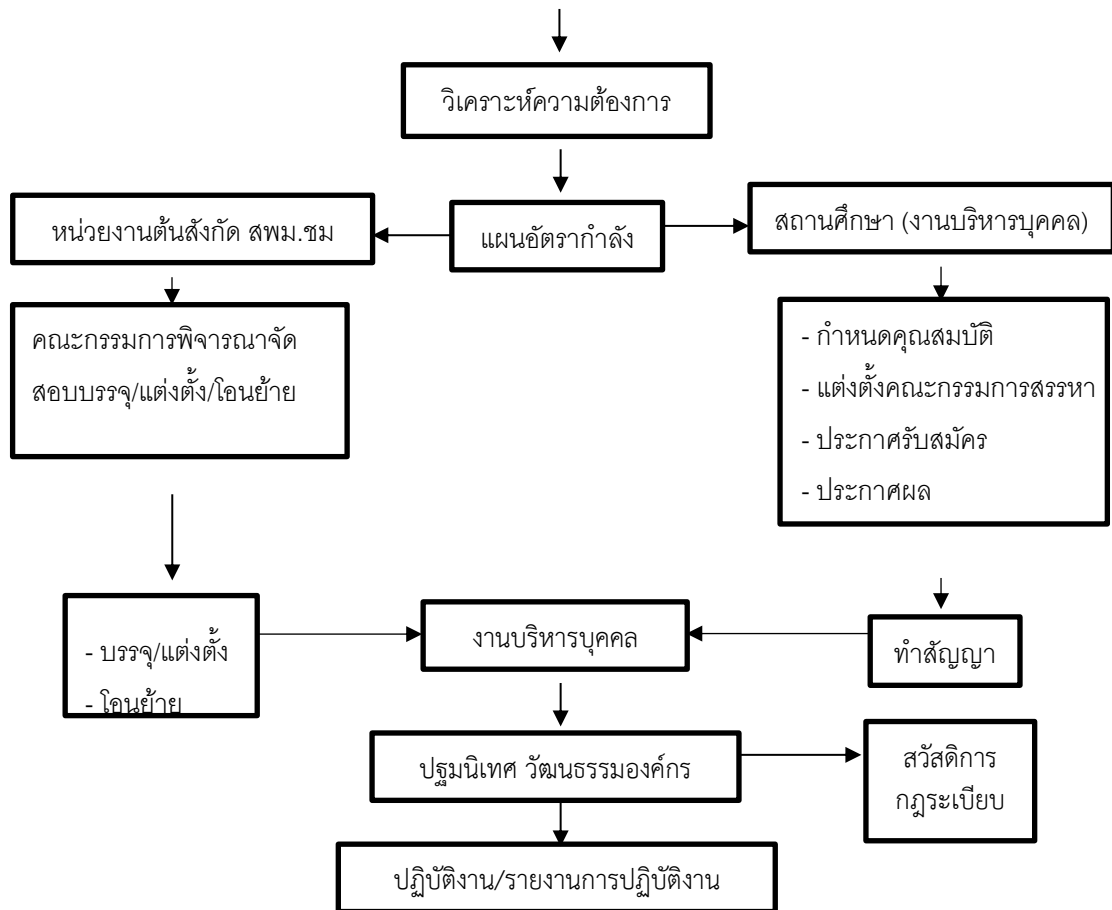 วิเคราะห์ความต้องการ
หน่วยงานต้นสังกัด สพม.ชม
แผนอัตรากำลัง
สถานศึกษา (งานบริหารบุคคล)
คณะกรรมการพิจารณาจัด
สอบบรรจุ/แต่งตั้ง/โอนย้าย
- กำหนดคุณสมบัติ
- แต่งตั้งคณะกรรมการสรรหา
- ประกาศรับสมัคร
- ประกาศผล
- บรรจุ/แต่งตั้ง
- โอนย้าย
งานบริหารบุคคล
ทำสัญญา
ปฐมนิเทศ วัฒนธรรมองค์กร
สวัสดิการ
กฎระเบียบ
ปฏิบัติงาน/รายงานการปฏิบัติงาน